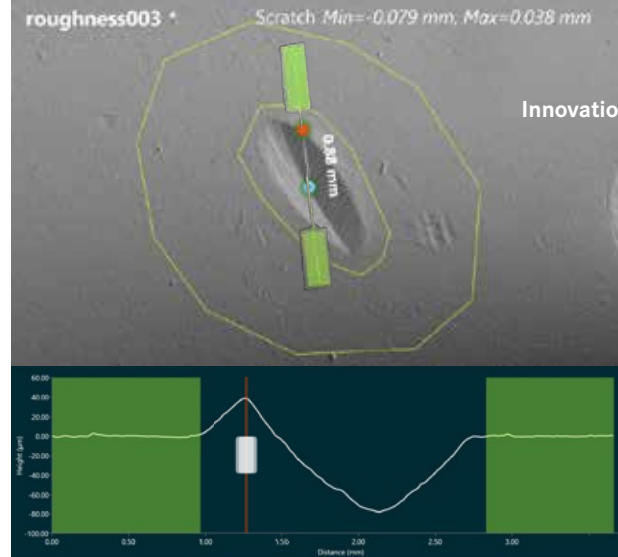 roughness003 *
Scratch Min=-0.079 mm, Max=0.038 mm
Innovatio
0.88 mm
60.00
40.00
20.00
0.00
-20.00
-40.00
-60.00
-80.00
-100.00
Height (µm)
0.00 0.50 1.00 1.50 2.00 2.50 3.00
Distance (mm)